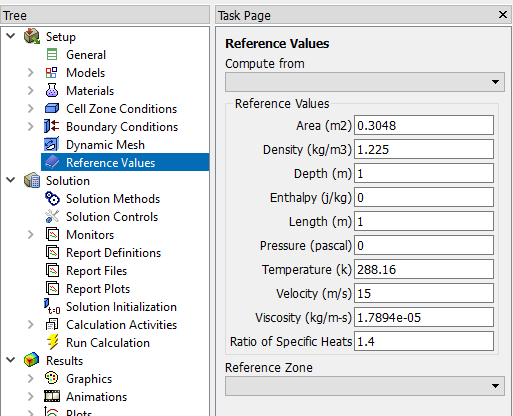 Tree
Setup
General
Models
Materials
Cell Zone Conditions
Boundary Conditions
Dynamic Mesh
Reference Values
Solution
Solution Methods
Solution Controls
Monitors
Report Definitions
Report Files
Report Plots
Solution Initialization
Calculation Activities
Run Calculation
Results
Graphics
Animations
Plots
Task Page
Reference Values
Compute from
Reference Values
Area (m2) 0.3048
Density (kg/m3) 1.225
Depth (m) 1
Enthalpy (j/kg) 0
Length (m) 1
Pressure (pascal) 0
Temperature (k) 288.16
Velocity (m/s) 15
Viscosity (kg/m-s) 1.7894e-05
Ratio of Specific Heats 1.4
Reference Zone